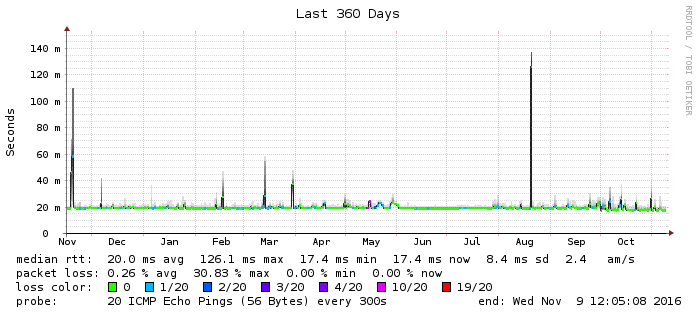 Last 360 Days
RRDTOOL / TOBI OETIKER
Seconds
140 m
120 m
100 m
80 m
60 m
40 m
20 m
0
Nov Dec Jan Feb Mar Apr May Jun Jul Aug Sep Oct
median rtt: 20.0 ms avg 126.1 ms max 17.4 ms min 17.4 ms now 8.4 ms sd 2.4 am/s
packet loss: 0.26 % avg 30.83 % max 0.00 % min 0.00 % now
loss color: 0 1/20 2/20 3/20 4/20 10/20 19/20
probe: 20 ICMP Echo Pings (56 Bytes) every 300s end: Wed Nov 9 12:05:08 2016